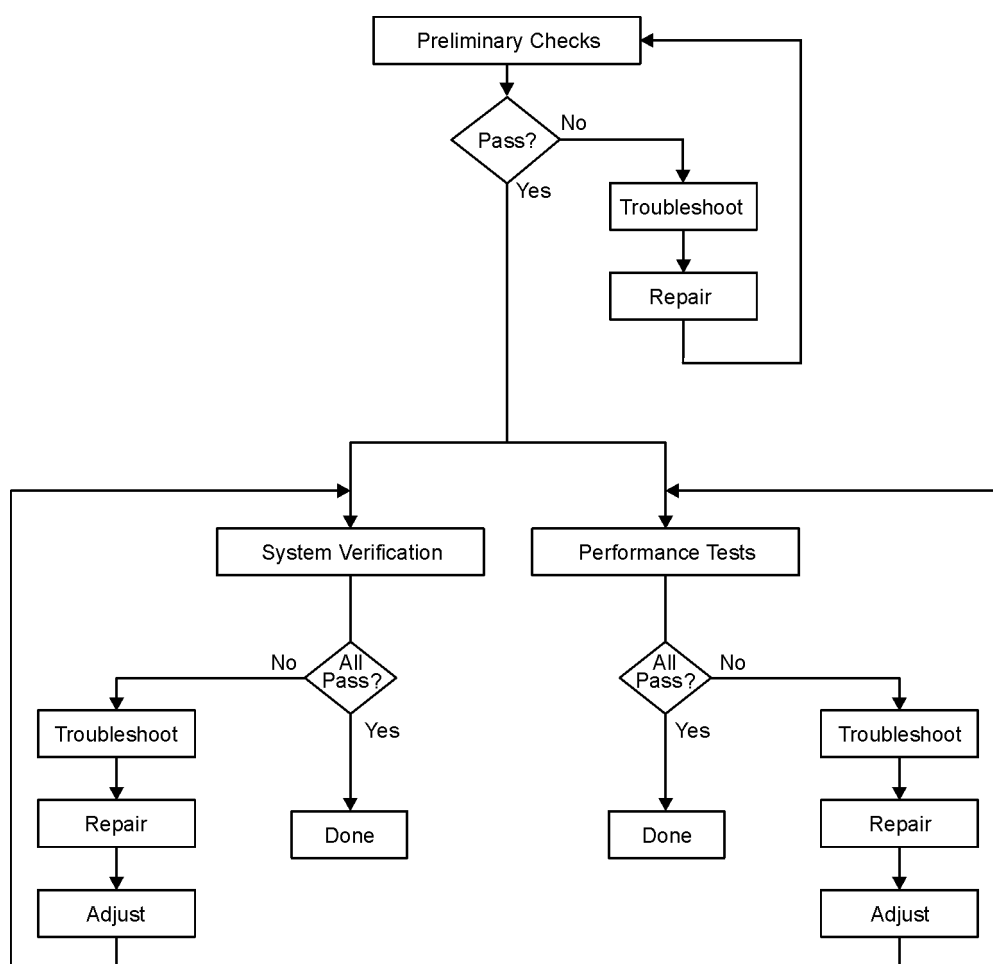 Preliminary Checks
Pass?
No
Yes
Troubleshoot
Repair
System Verification
Performance Tests
No
All
Pass?
Yes
All
Pass?
No
Yes
Troubleshoot
Repair
Adjust
Done
Done
Troubleshoot
Repair
Adjust